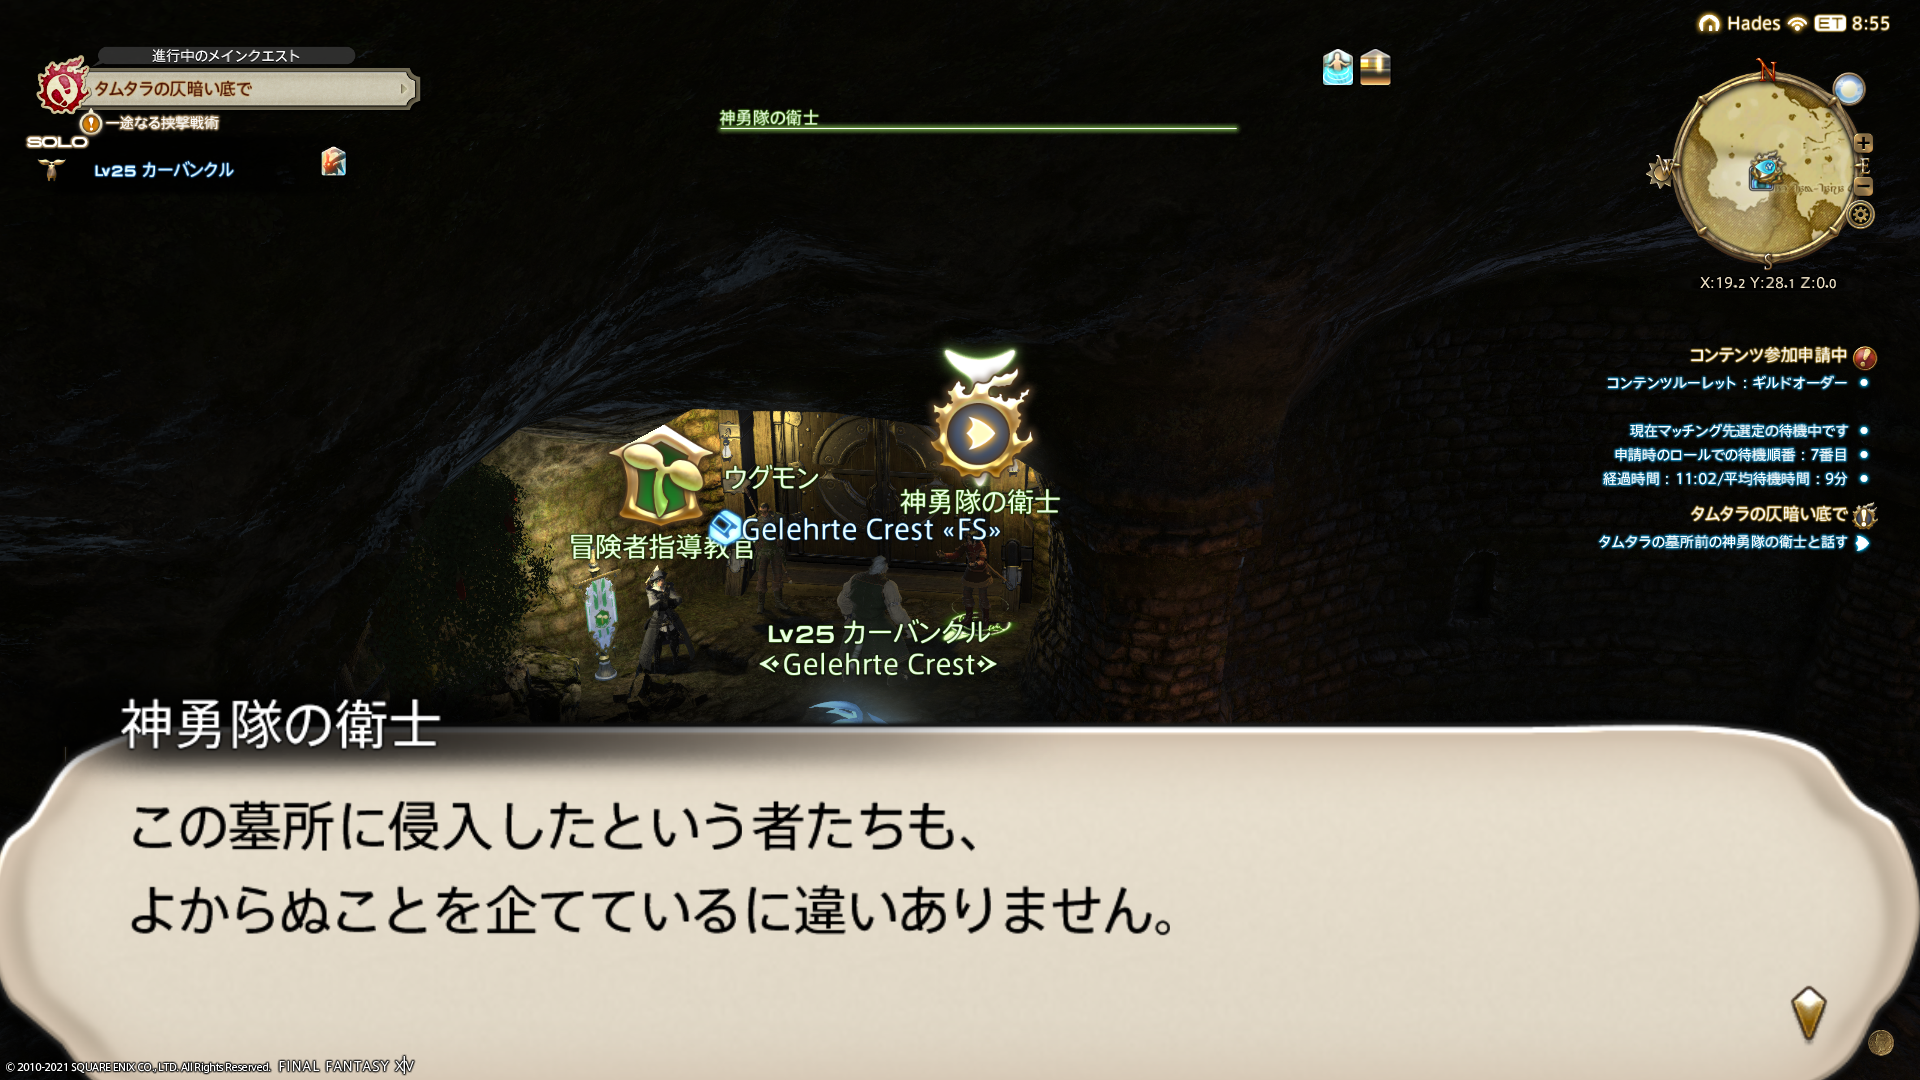 Hades ET 8:55
進行中のメインクエスト
タムタラの仄暗い底で
一途なる挟撃戦術
SOLO
Lv25 カーバンクル
神勇隊の衛士
N
W
E
S
X:19.2 Y:28.1 Z:0.0
コンテンツ参加申請中
コンテンツルーレット：ギルドオーダー
現在マッチング先選定の待機中です
申請時のロールでの待機順番：7番目
経過時間：11:02/平均待機時間：9分
タムタラの仄暗い底で
タムタラの墓所前の神勇隊の衛士と話す
ウグモン
神勇隊の衛士
Gelehrte Crest «FS»
冒険者指導教官
Lv25 カーバンクル
<Gelehrte Crest>
神勇隊の衛士
この墓所に侵入したという者たちも、
よからぬことを企てているに違いありません。
© 2010-2021 SQUARE ENIX CO., LTD. All Rights Reserved. FINAL FANTASY XIV